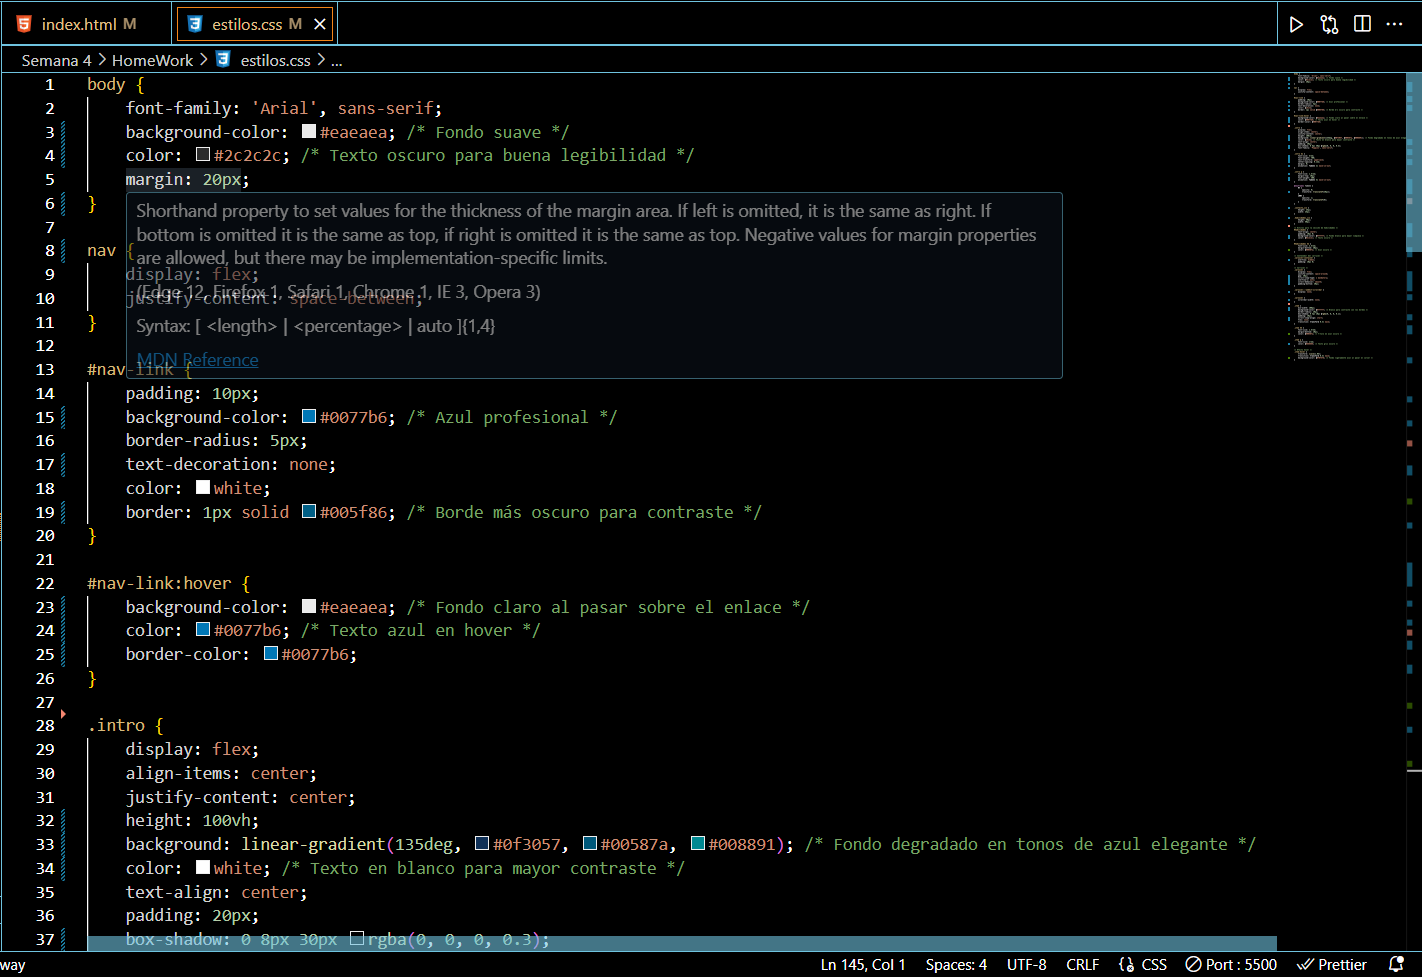 index.html M
estilos.css M
Semana 4 > HomeWork > estilos.css > ...
1 body {
2 font-family: 'Arial', sans-serif;
3 background-color: #eaeaea; /* Fondo suave */
4 color: #2c2c2c; /* Texto oscuro para buena legibilidad */
5 margin: 20px;
6 }
Shorthand property to set values for the thickness of the margin area. If left is omitted, it is the same as right. If
bottom is omitted it is the same as top, if right is omitted it is the same as top. Negative values for margin properties
are allowed, but there may be implementation-specific limits.
(Edge 12, Firefox 1, Safari 1, Chrome 1, IE 3, Opera 3)
Syntax: [ <length> | <percentage> | auto ]{1,4}
MDN Reference
7
8 nav {
9 display: flex;
10 justify-content: space-between;
11 }
12
13 #nav-link {
14 padding: 10px;
15 background-color: #0077b6; /* Azul profesional */
16 border-radius: 5px;
17 text-decoration: none;
18 color: white;
19 border: 1px solid #005f86; /* Borde más oscuro para contraste */
20 }
21
22 #nav-link:hover {
23 background-color: #eaeaea; /* Fondo claro al pasar sobre el enlace */
24 color: #0077b6; /* Texto azul en hover */
25 border-color: #0077b6;
26 }
27
28 .intro {
29 display: flex;
30 align-items: center;
31 justify-content: center;
32 height: 100vh;
33 background: linear-gradient(135deg, #0f3057, #00587a, #008891); /* Fondo degradado en tonos de azul elegante */
34 color: white; /* Texto en blanco para mayor contraste */
35 text-align: center;
36 padding: 20px;
37 box-shadow: 0 8px 30px rgba(0, 0, 0, 0.3);
way Ln 145, Col 1 Spaces: 4 UTF-8 CRLF CSS Port : 5500 Prettier